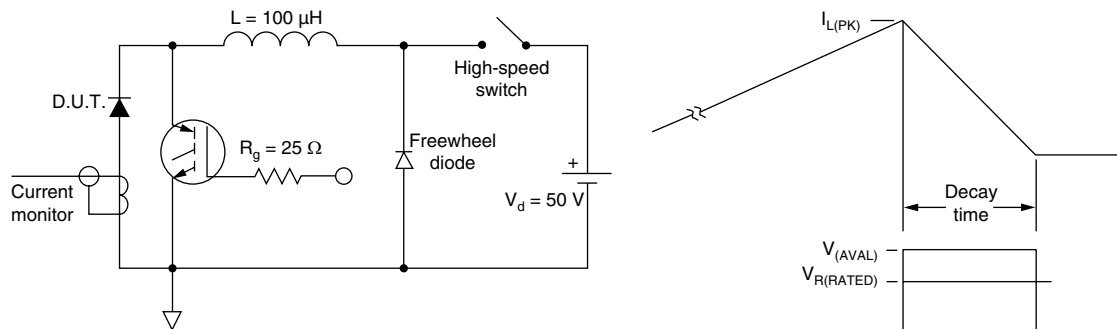 L = 100 µH
D.U.T.
High-speed
switch
R_g = 25 Ω
Freewheel
diode
Current
monitor
+
V_d = 50 V
I_L(PK)
Decay
time
V_(AVAL)
V_R(RATED)